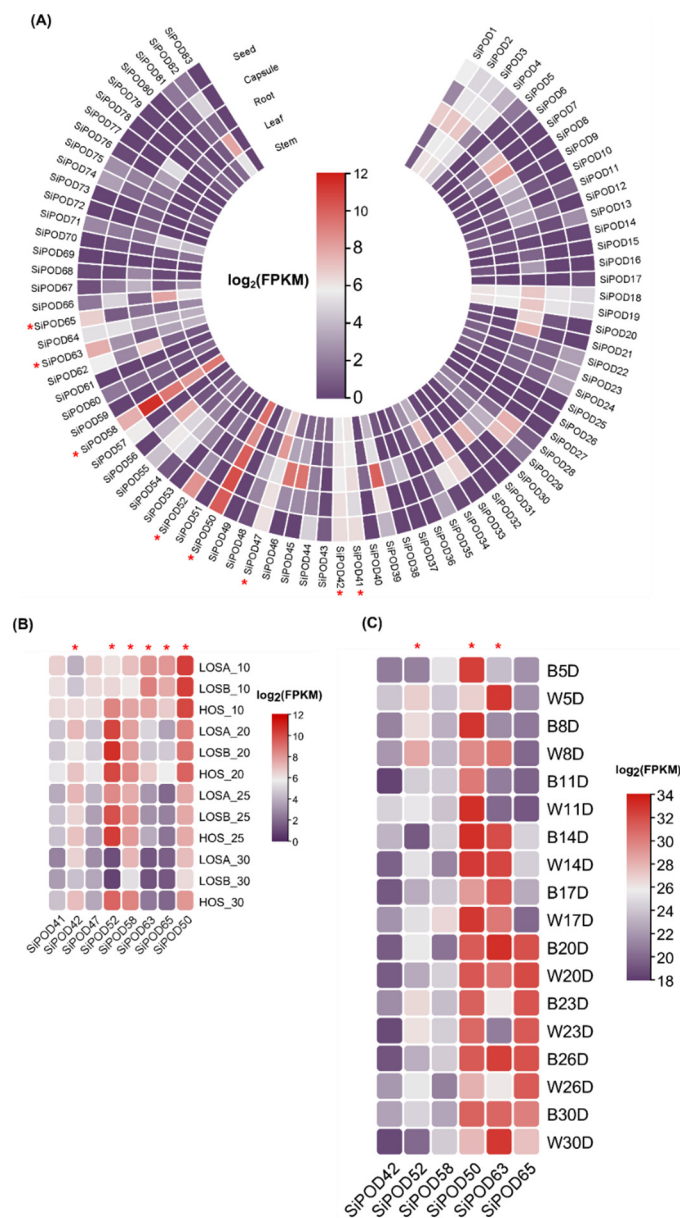 (A)
Seed
Capsule
Root
Leaf
Stem
SiPOD1
SiPOD2
SiPOD3
SiPOD4
SiPOD5
SiPOD6
SiPOD7
SiPOD8
SiPOD9
SiPOD10
SiPOD11
SiPOD12
SiPOD13
SiPOD14
SiPOD15
SiPOD16
SiPOD17
SiPOD18
SiPOD19
SiPOD20
SiPOD21
SiPOD22
SiPOD23
SiPOD24
SiPOD25
SiPOD26
SiPOD27
SiPOD28
SiPOD29
SiPOD30
SiPOD31
SiPOD32
SiPOD33
SiPOD34
SiPOD35
SiPOD36
SiPOD37
SiPOD38
SiPOD39
SiPOD40
* SiPOD41
* SiPOD42
SiPOD43
SiPOD44
SiPOD45
SiPOD46
* SiPOD47
SiPOD48
SiPOD49
* SiPOD50
SiPOD51
* SiPOD52
SiPOD53
SiPOD54
SiPOD55
SiPOD56
SiPOD57
* SiPOD58
SiPOD59
SiPOD60
SiPOD61
SiPOD62
* SiPOD63
SiPOD64
* SiPOD65
SiPOD66
SiPOD67
SiPOD68
SiPOD69
SiPOD70
SiPOD71
SiPOD72
SiPOD73
SiPOD74
SiPOD75
SiPOD76
SiPOD77
SiPOD78
SiPOD79
SiPOD80
SiPOD81
SiPOD82
SiPOD83
log2(FPKM)
12
10
8
6
4
2
0
(B)
* * * * * *
LOSA_10
LOSB_10
HOS_10
LOSA_20
LOSB_20
HOS_20
LOSA_25
LOSB_25
HOS_25
LOSA_30
LOSB_30
HOS_30
SiPOD41
SiPOD42
SiPOD47
SiPOD52
SiPOD58
SiPOD63
SiPOD65
SiPOD50
log2(FPKM)
12
10
8
6
4
2
0
(C)
* * *
B5D
W5D
B8D
W8D
B11D
W11D
B14D
W14D
B17D
W17D
B20D
W20D
B23D
W23D
B26D
W26D
B30D
W30D
SiPOD42
SiPOD52
SiPOD58
SiPOD50
SiPOD63
SiPOD65
log2(FPKM)
34
32
30
28
26
24
22
20
18